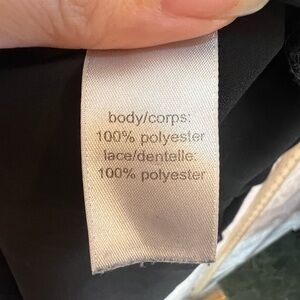 body/corps:
100% polyester
lace/dentelle:
100% polyester